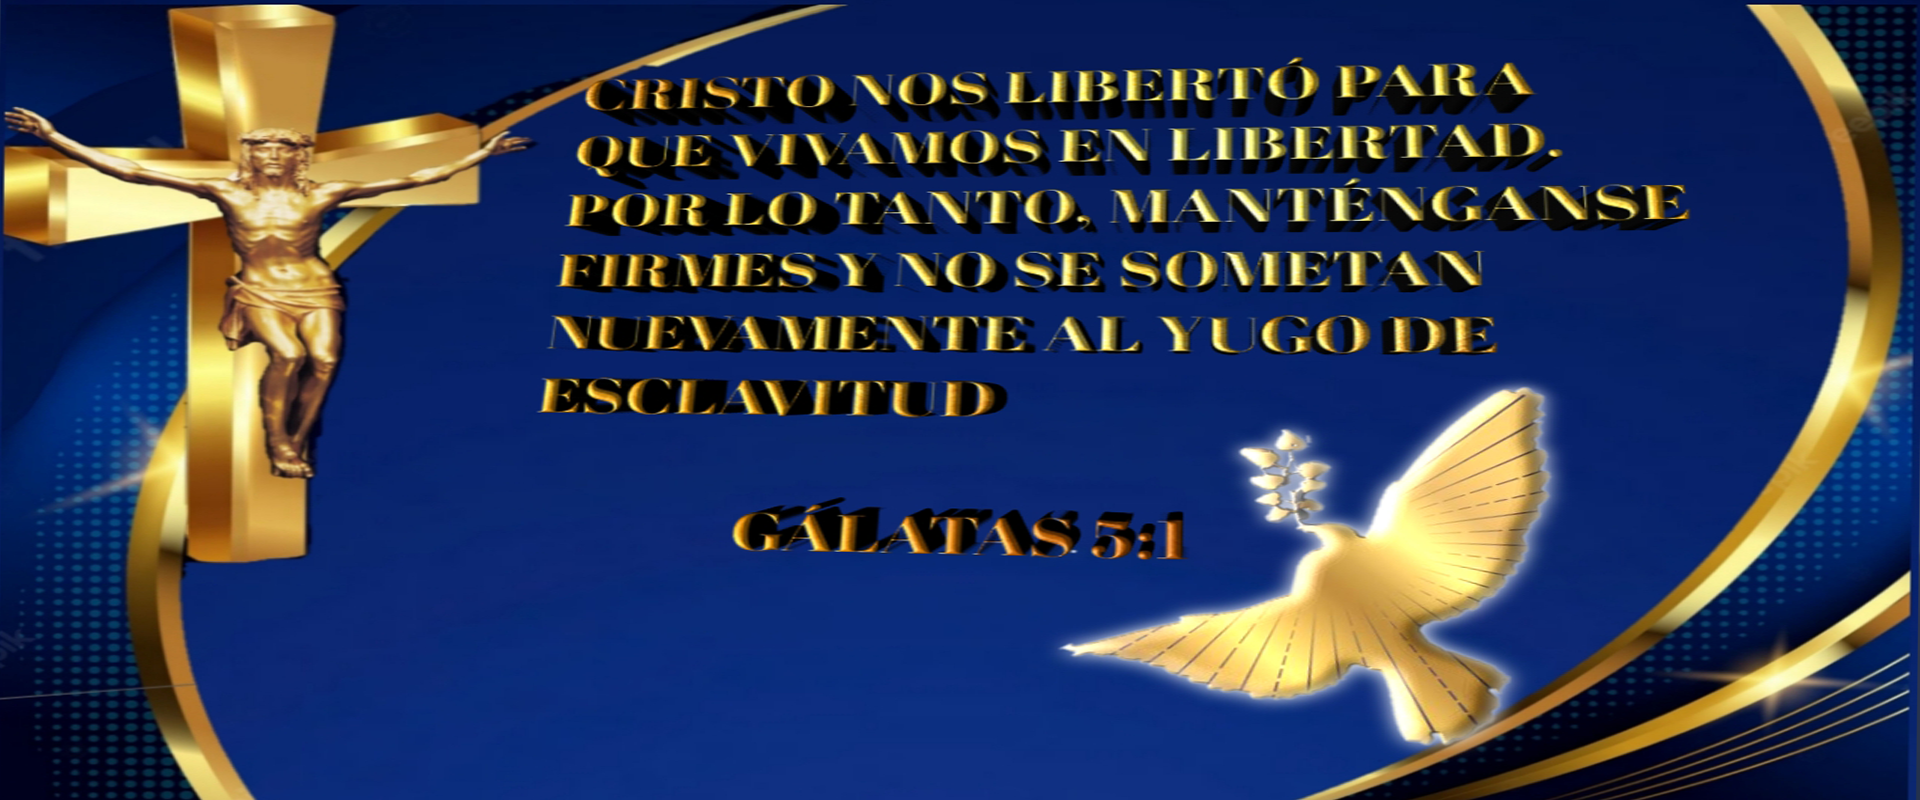 CRISTO NOS LIBERTÓ PARA
QUE VIVAMOS EN LIBERTAD.
POR LO TANTO, MANTÉNGANSE
FIRMES Y NO SE SOMETAN
NUEVAMENTE AL YUGO DE
ESCLAVITUD
GÁLATAS 5:1